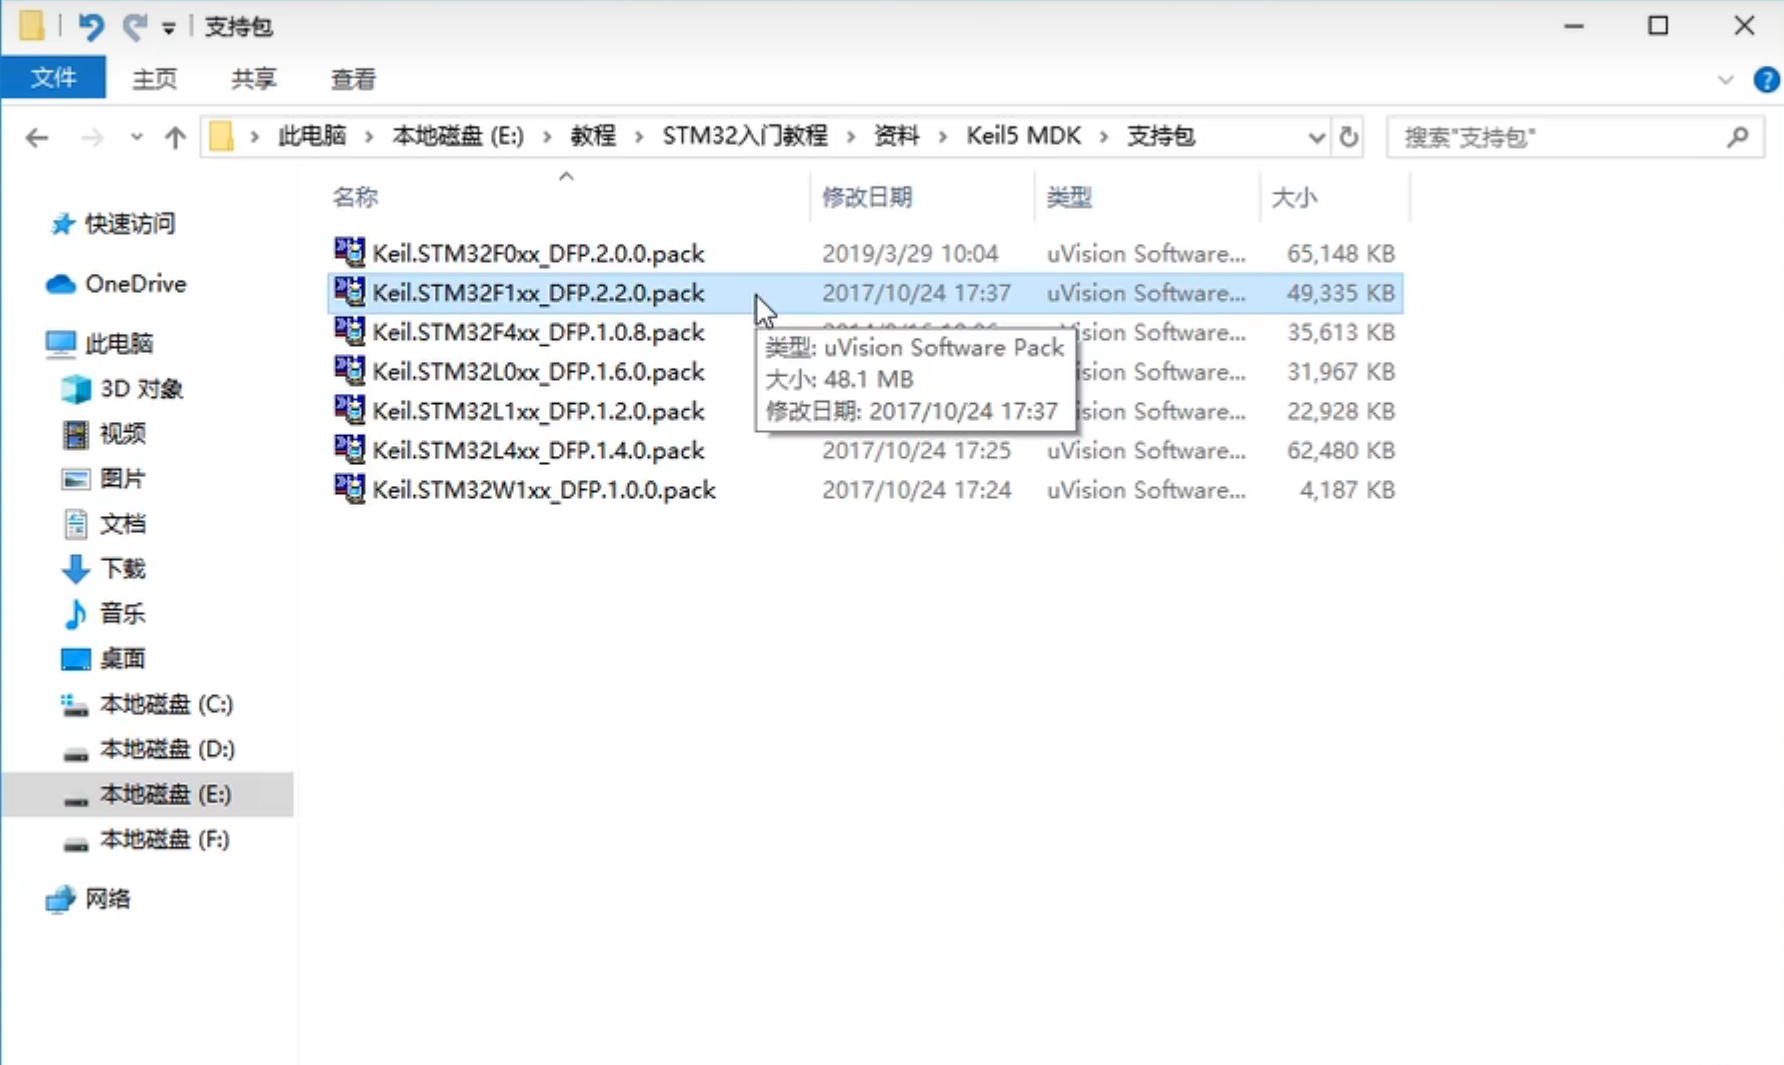 支持包
文件 主页 共享 查看
此电脑 本地磁盘 (E:) 教程 STM32入门教程 资料 Keil5 MDK 支持包 搜索"支持包"
名称 修改日期 类型 大小
Keil.STM32F0xx_DFP.2.0.0.pack 2019/3/29 10:04 uVision Software... 65,148 KB
Keil.STM32F1xx_DFP.2.2.0.pack 2017/10/24 17:37 uVision Software... 49,335 KB
Keil.STM32F4xx_DFP.1.0.8.pack ision Software... 35,613 KB
Keil.STM32L0xx_DFP.1.6.0.pack ision Software... 31,967 KB
Keil.STM32L1xx_DFP.1.2.0.pack ision Software... 22,928 KB
Keil.STM32L4xx_DFP.1.4.0.pack 2017/10/24 17:25 uVision Software... 62,480 KB
Keil.STM32W1xx_DFP.1.0.0.pack 2017/10/24 17:24 uVision Software... 4,187 KB
类型: uVision Software Pack
大小: 48.1 MB
修改日期: 2017/10/24 17:37
快速访问
OneDrive
此电脑
3D 对象
视频
图片
文档
下载
音乐
桌面
本地磁盘 (C:)
本地磁盘 (D:)
本地磁盘 (E:)
本地磁盘 (F:)
网络